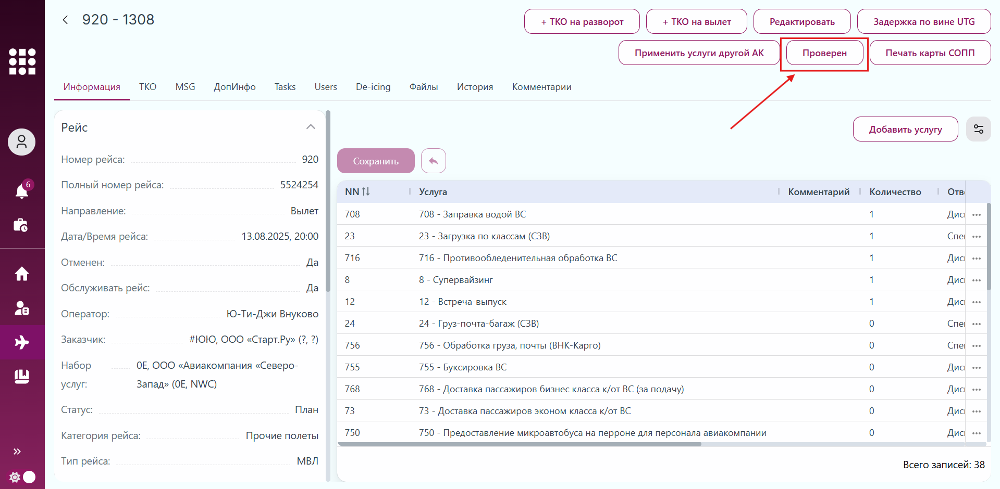 920 - 1308
+ ТКО на разворот
+ ТКО на вылет
Редактировать
Задержка по вине UTG
Применить услуги другой АК
Проверен
Печать карты СОПП
Информация
ТКО
MSG
ДопИнфо
Tasks
Users
De-icing
Файлы
История
Комментарии
6
Рейс
Номер рейса: 920
Полный номер рейса: 5524254
Направление: Вылет
Дата/Время рейса: 13.08.2025, 20:00
Отменен: Да
Обслуживать рейс: Да
Оператор: Ю-Ти-Джи Внуково
Заказчик: #ЮЮ, ООО «Старт.Ру» (?, ?)
Набор услуг: 0E, ООО «Авиакомпания «Северо-
Запад» (0E, NWC)
Статус: План
Категория рейса: Прочие полеты
Тип рейса: МВЛ
Добавить услугу
Сохранить
NN Услуга Комментарий Количество Отв
708 708 - Заправка водой ВС 1 Дис
23 23 - Загрузка по классам (СЗВ) 1 Спе
716 716 - Противообледенительная обработка ВС 1 Дис
8 8 - Супервайзинг 1 Дис
12 12 - Встреча-выпуск 1 Дис
24 24 - Груз-почта-багаж (СЗВ) 0 Спе
756 756 - Обработка груза, почты (ВНК-Карго) 0 Спе
755 755 - Буксировка ВС 0 Дис
768 768 - Доставка пассажиров бизнес класса к/от ВС (за подачу) 0 Дис
73 73 - Доставка пассажиров эконом класса к/от ВС 0 Дис
750 750 - Предоставление микроавтобуса на перроне для персонала авиакомпании 0 Дис
Всего записей: 38